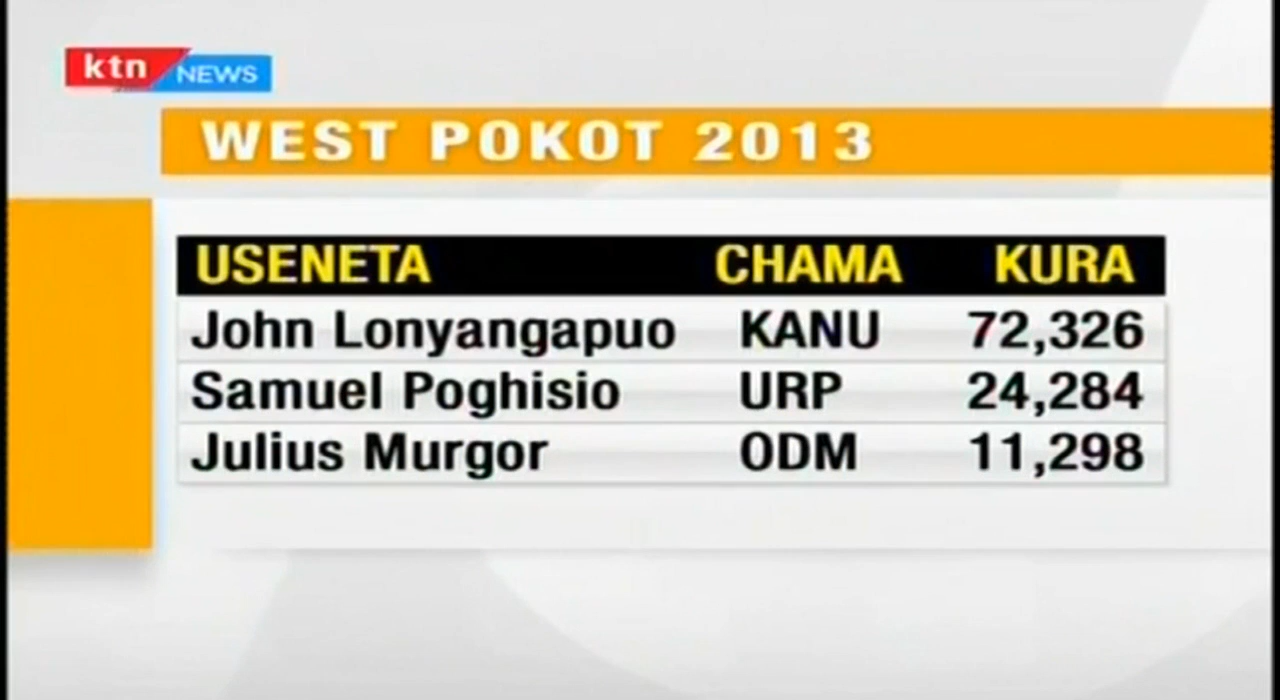 ktn NEWS
WEST POKOT 2013
USENETA CHAMA KURA
John Lonyangapuo KANU 72,326
Samuel Poghisio URP 24,284
Julius Murgor ODM 11,298